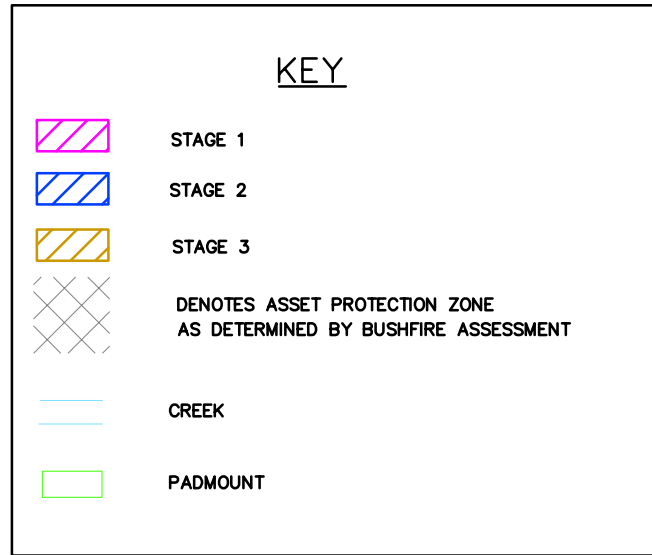 KEY
STAGE 1
STAGE 2
STAGE 3
DENOTES ASSET PROTECTION ZONE
AS DETERMINED BY BUSHFIRE ASSESSMENT
CREEK
PADMOUNT